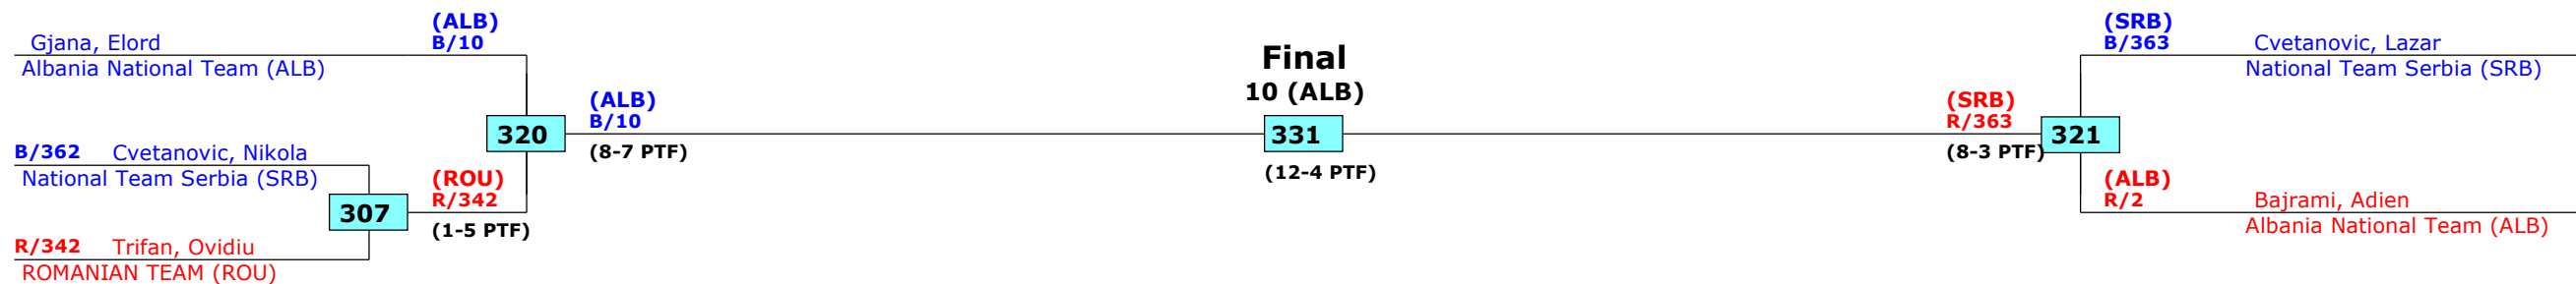 (ALB)
B/10
Gjana, Elord
Albania National Team (ALB)
B/362 Cvetanovic, Nikola
National Team Serbia (SRB)
307
R/342 Trifan, Ovidiu
ROMANIAN TEAM (ROU)
320
(ROU)
R/342
(1-5 PTF)
(ALB)
B/10
(8-7 PTF)
Final
10 (ALB)
331
(12-4 PTF)
(SRB)
R/363
(8-3 PTF)
321
(SRB)
B/363 Cvetanovic, Lazar
National Team Serbia (SRB)
(ALB)
R/2 Bajrami, Adien
Albania National Team (ALB)